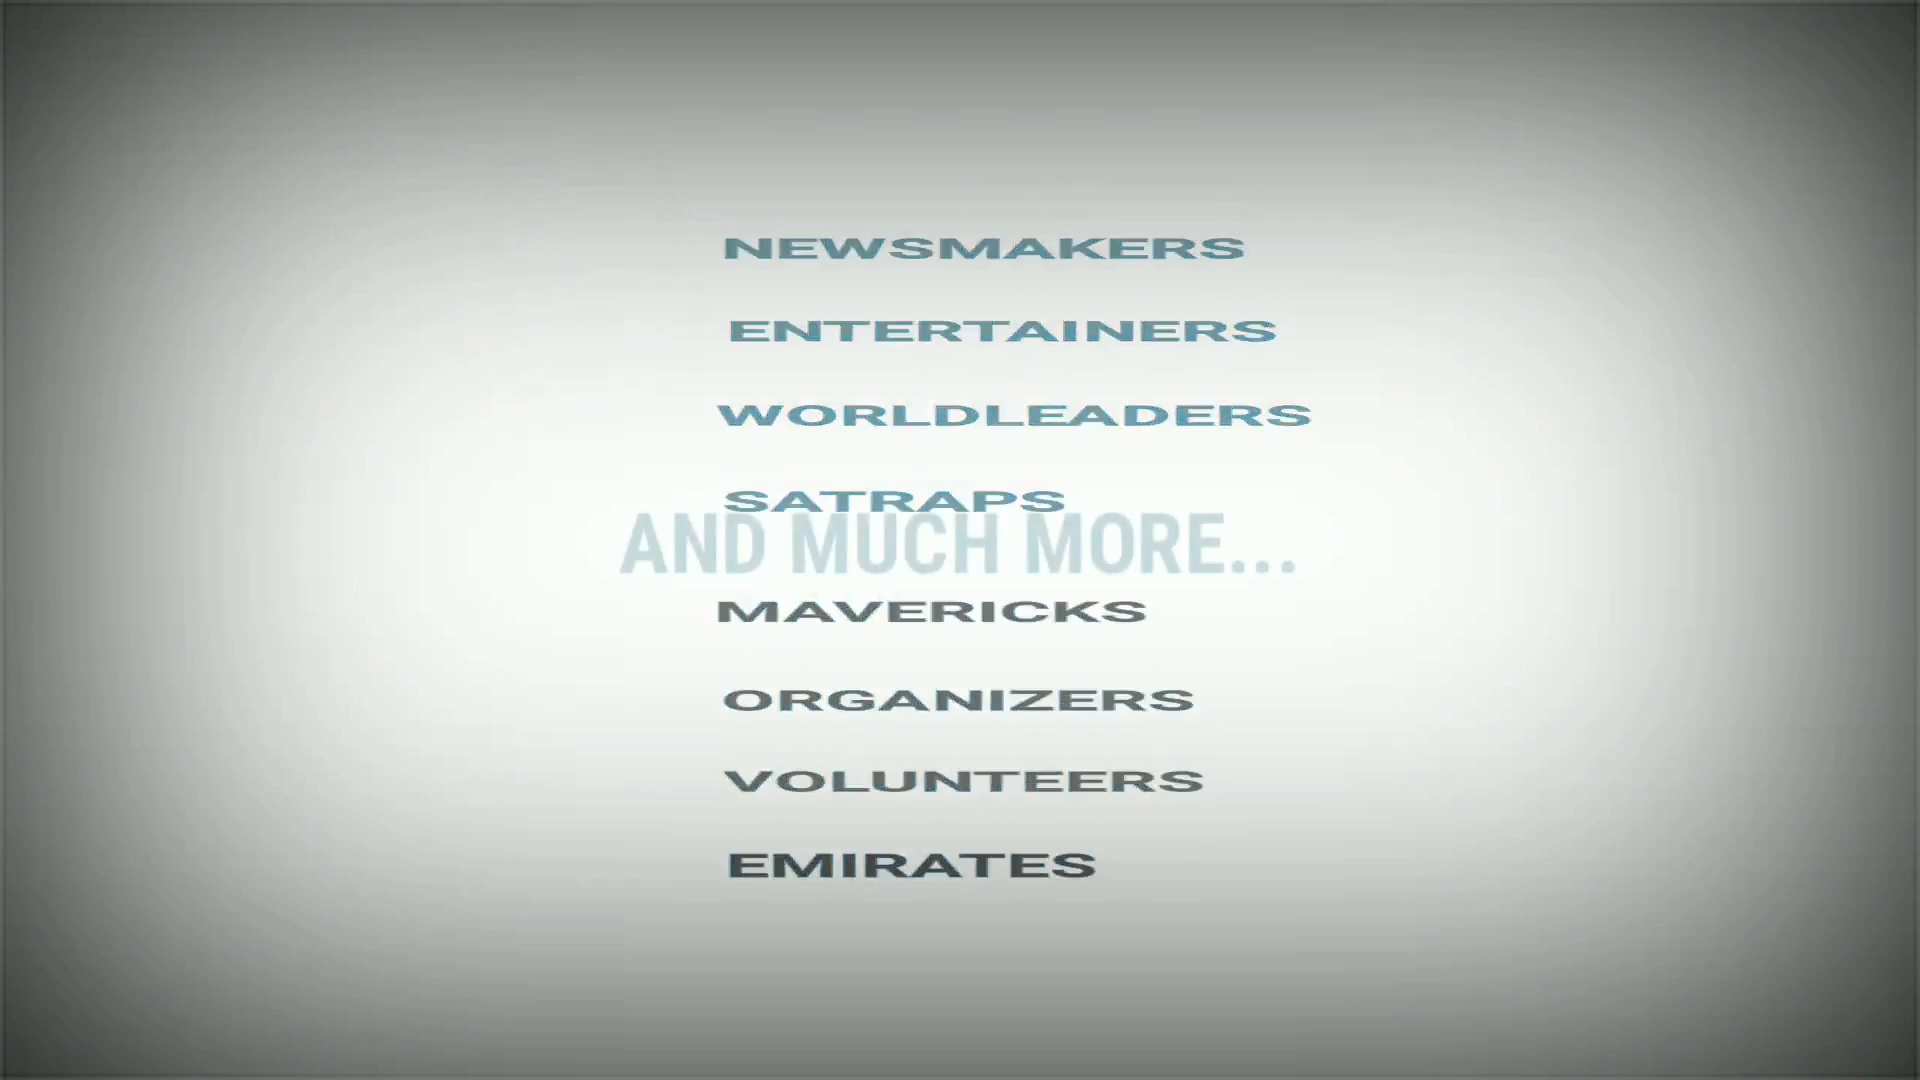 NEWSMAKERS
ENTERTAINERS
WORLDLEADERS
SATRAPS
AND MUCH MORE...
MAVERICKS
ORGANIZERS
VOLUNTEERS
EMIRATES